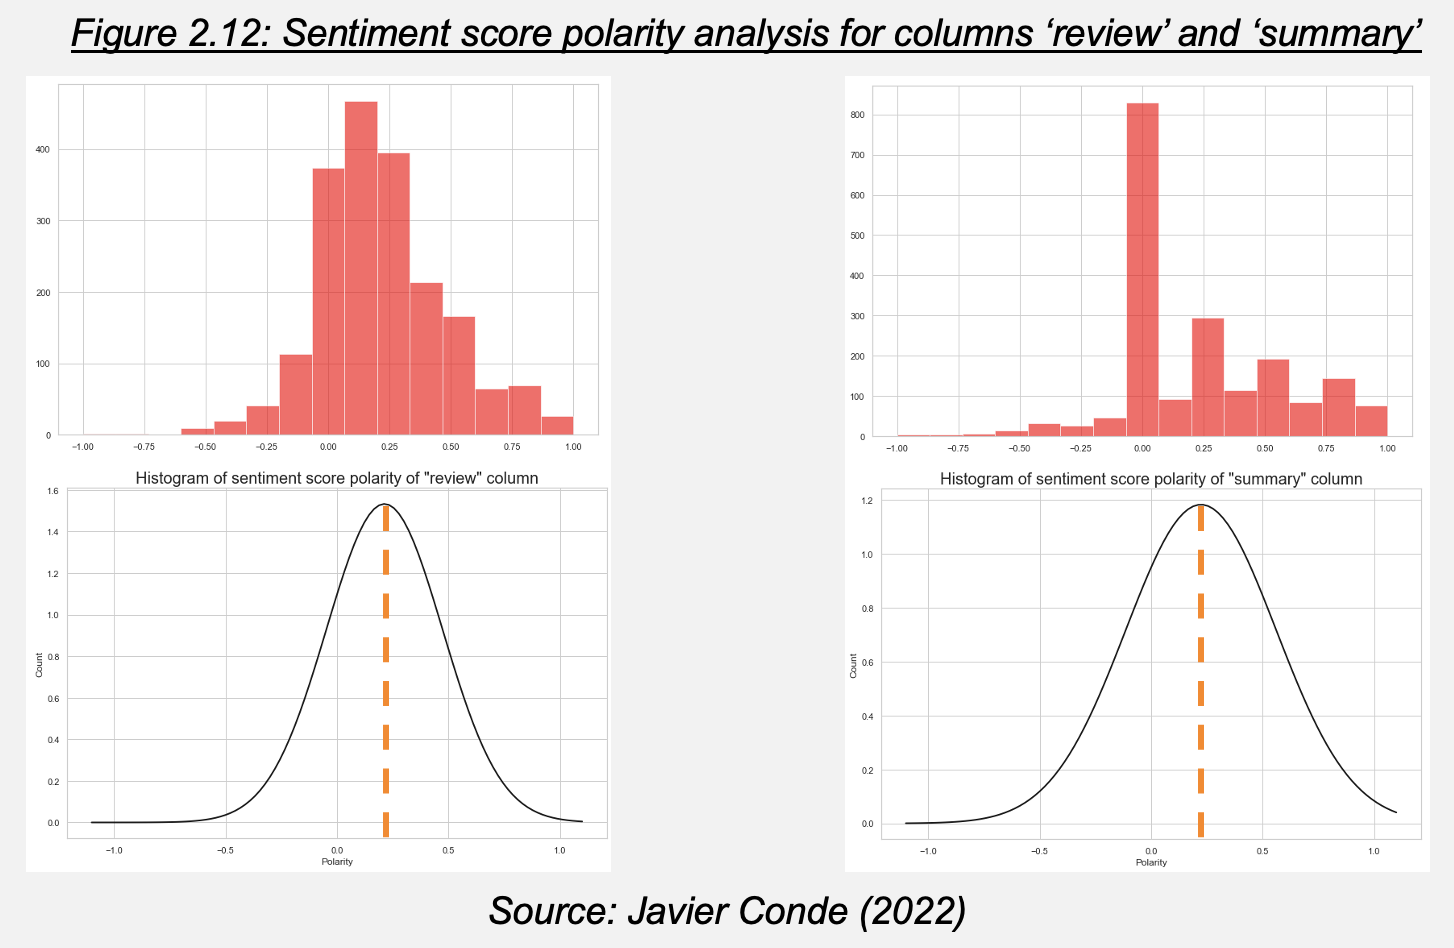 Figure 2.12: Sentiment score polarity analysis for columns ‘review’ and ‘summary’
400
300
200
100
0
−1.00 −0.75 −0.50 −0.25 0.00 0.25 0.50 0.75 1.00
Histogram of sentiment score polarity of "review" column
1.6
1.4
1.2
1.0
0.8
0.6
0.4
0.2
0.0
Count
−1.0 −0.5 0.0 0.5 1.0
Polarity
800
700
600
500
400
300
200
100
0
−1.00 −0.75 −0.50 −0.25 0.00 0.25 0.50 0.75 1.00
Histogram of sentiment score polarity of "summary" column
1.2
1.0
0.8
0.6
0.4
0.2
0.0
Count
−1.0 −0.5 0.0 0.5 1.0
Polarity
Source: Javier Conde (2022)